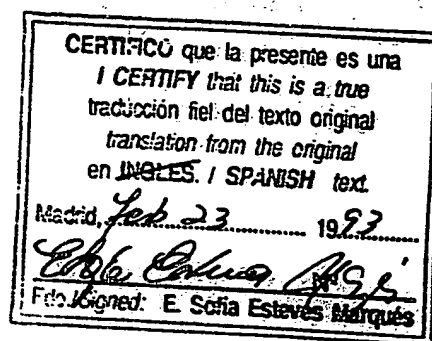 CERTIFICO que la presente es una
I CERTIFY that this is a true
traducción fiel del texto original
translation from the original
en INGLES. / SPANISH text.
Madrid, Feb 23 1993
Fdo./Signed: E. Sofía Esteves Marqués